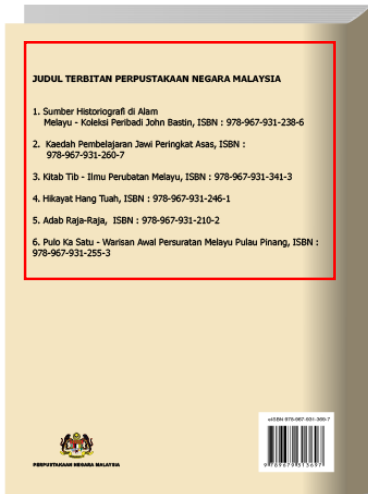 JUDUL TERBITAN PERPUSTAKAAN NEGARA MALAYSIA
1. Sumber Historiografi di Alam
Melayu - Koleksi Peribadi John Bastin, ISBN : 978-967-931-238-6
2. Kaedah Pembelajaran Jawi Peringkat Asas, ISBN :
978-967-931-260-7
3. Kitab Tib - Ilmu Perubatan Melayu, ISBN : 978-967-931-341-3
4. Hikayat Hang Tuah, ISBN : 978-967-931-246-1
5. Adab Raja-Raja, ISBN : 978-967-931-210-2
6. Pulo Ka Satu - Warisan Awal Persuratan Melayu Pulau Pinang, ISBN :
978-967-931-255-3
PERPUSTAKAAN NEGARA MALAYSIA
9 789679 313697